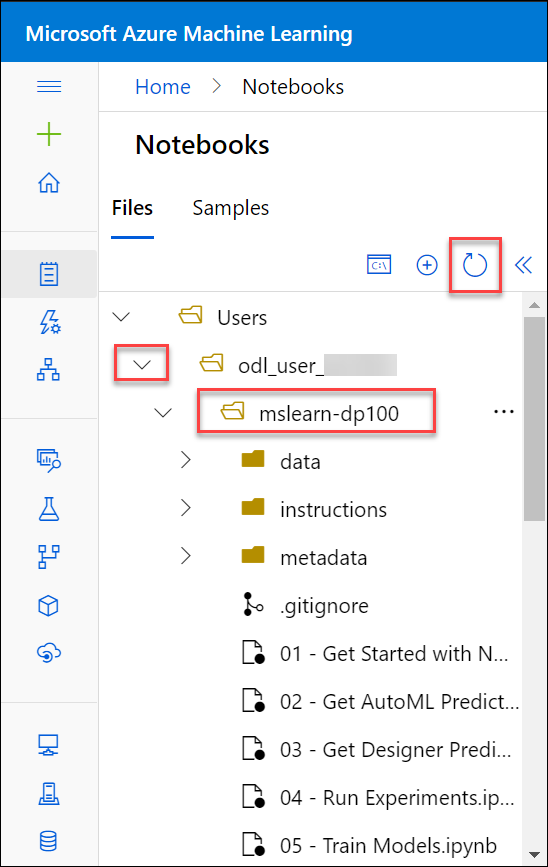 Microsoft Azure Machine Learning
Home > Notebooks
Notebooks
Files Samples
C:\
Users
odl_user_
mslearn-dp100
data
instructions
metadata
.gitignore
01 - Get Started with N...
02 - Get AutoML Predict...
03 - Get Designer Predi...
04 - Run Experiments.ip...
05 - Train Models.ipynb